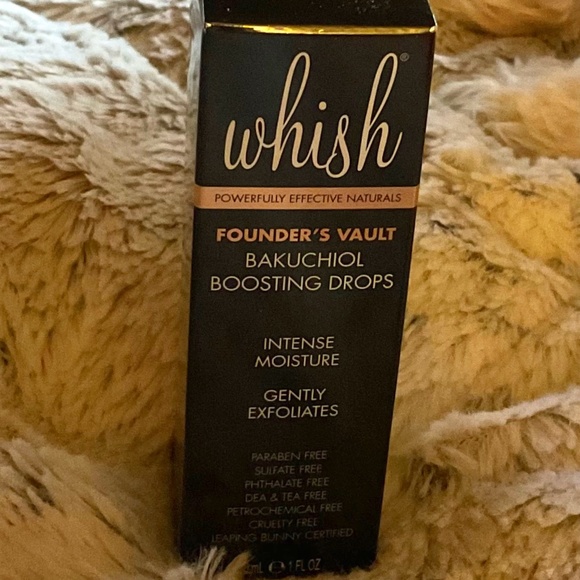 whish®
POWERFULLY EFFECTIVE NATURALS
FOUNDER'S VAULT
BAKUCHIOL
BOOSTING DROPS
INTENSE
MOISTURE
GENTLY
EXFOLIATES
PARABEN FREE
SULFATE FREE
PHTHALATE FREE
DEA & TEA FREE
PETROCHEMICAL FREE
CRUELTY FREE
LEAPING BUNNY CERTIFIED
mL ℮ 1 FL OZ